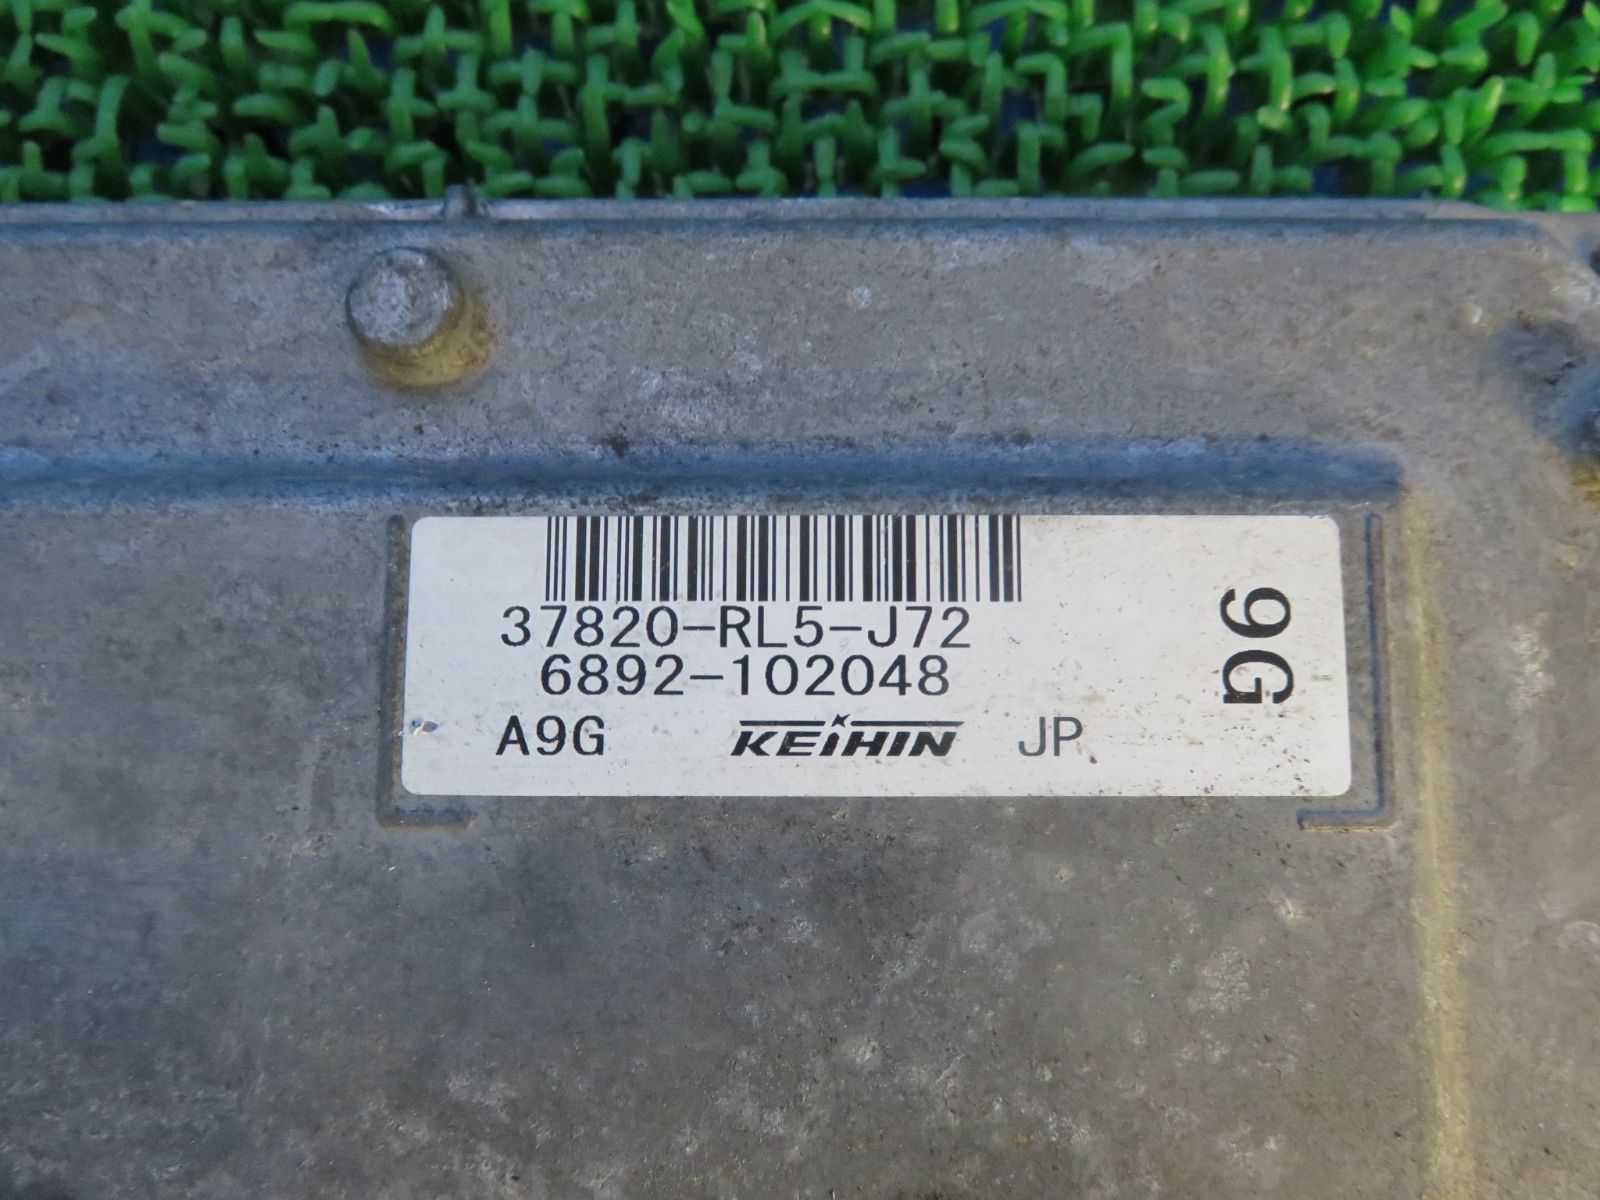 37820-RL5-J72
6892-102048
A9G KEIHIN JP
9G